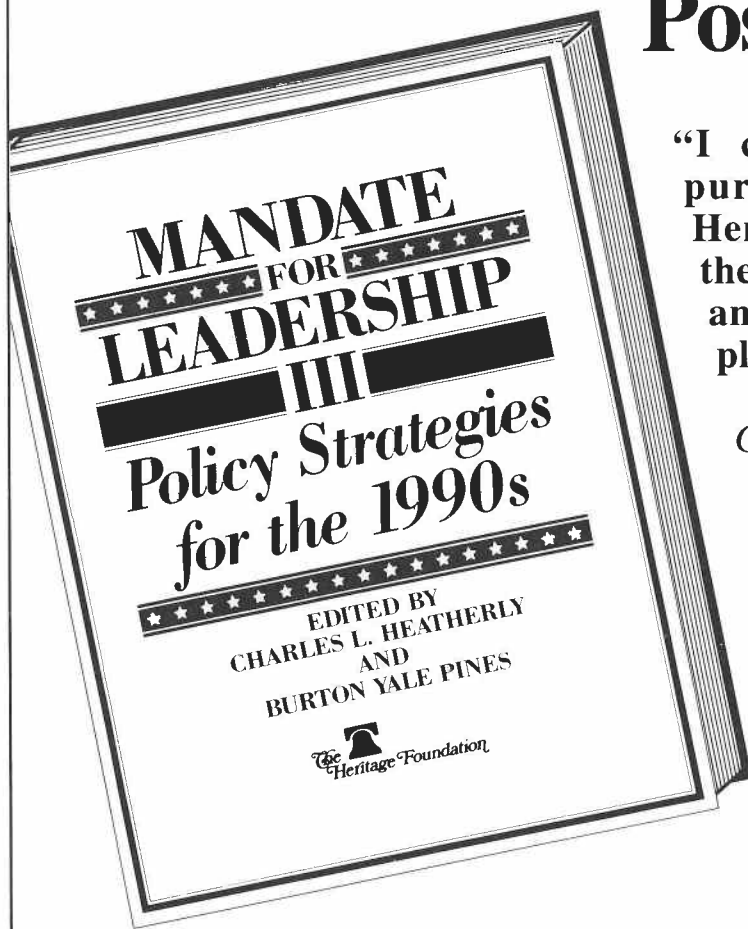 MANDATE
FOR
LEADERSHIP
III
Policy Strategies
for the 1990s
EDITED BY
CHARLES L. HEATHERLY
AND
BURTON YALE PINES
The
Heritage Foundation
Pos
“I
pur
Her
the
an
pl